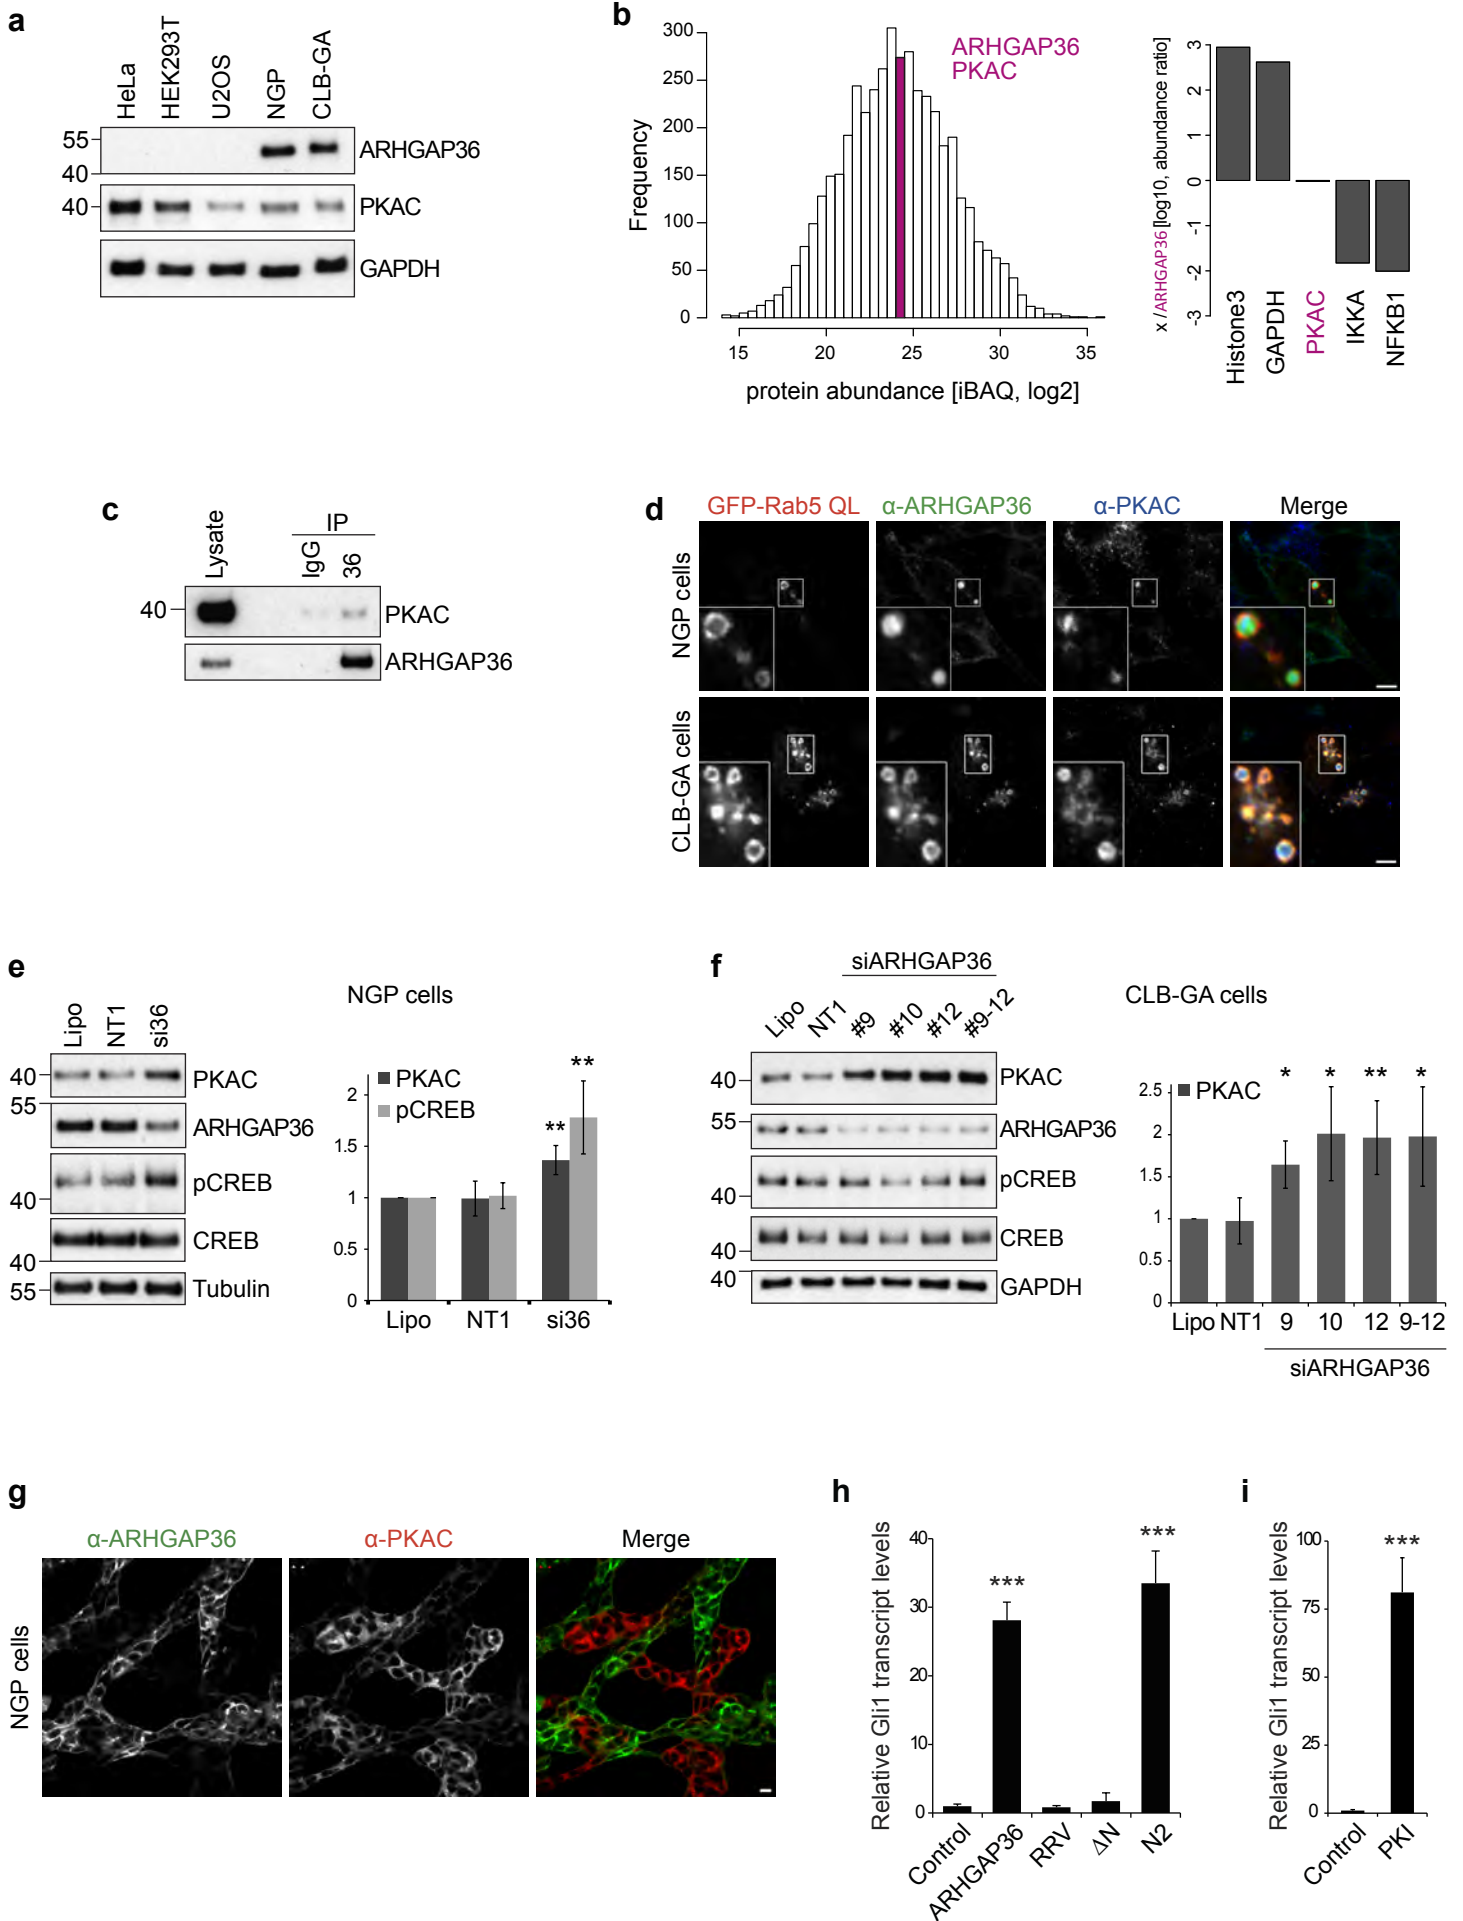 a
HeLa
HEK293T
U2OS
NGP
CLB-GA
55
40
40
ARHGAP36
PKAC
GAPDH
b
300
250
200
150
100
50
0
Frequency
ARHGAP36
PKAC
15 20 25 30 35
protein abundance [iBAQ, log2]
x / ARHGAP36 [log10, abundance ratio]
3
2
1
0
-1
-2
-3
Histone3
GAPDH
PKAC
IKKA
NFKB1
c
Lysate
IP
IgG
36
40
PKAC
ARHGAP36
d
GFP-Rab5 QL α-ARHGAP36 α-PKAC Merge
NGP cells
CLB-GA cells
e
Lipo
NT1
si36
40
55
40
40
55
PKAC
ARHGAP36
pCREB
CREB
Tubulin
NGP cells
PKAC
pCREB
2
1.5
1
0.5
0
**
**
Lipo NT1 si36
f
siARHGAP36
Lipo
NT1
#9
#10
#12
#9-12
40
55
40
40
40
PKAC
ARHGAP36
pCREB
CREB
GAPDH
CLB-GA cells
PKAC
2.5
2
1.5
1
0.5
0
* * ** *
Lipo NT1 9 10 12 9-12
siARHGAP36
g
α-ARHGAP36 α-PKAC Merge
NGP cells
h
Relative Gli1 transcript levels
40
30
20
10
0
***
***
Control
ARHGAP36
RRV
ΔN
N2
i
Relative Gli1 transcript levels
100
75
50
25
0
***
Control
PKI